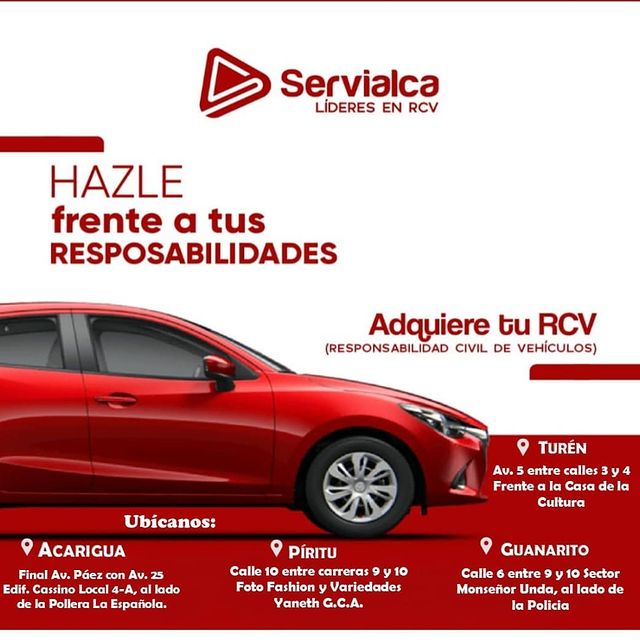 Servialca
LÍDERES EN RCV
HAZLE
frente a tus
RESPOSABILIDADES
Adquiere tu RCV
(RESPONSABILIDAD CIVIL DE VEHÍCULOS)
TURÉN
Av. 5 entre calles 3 y 4
Frente a la Casa de la
Cultura
Ubícanos:
ACARIGUA
Final Av. Páez con Av. 25
Edif. Cassino Local 4-A, al lado
de la Pollera La Española.
PÍRITU
Calle 10 entre carreras 9 y 10
Foto Fashion y Variedades
Yaneth G.C.A.
GUANARITO
Calle 6 entre 9 y 10 Sector
Monseñor Unda, al lado de
la Policia